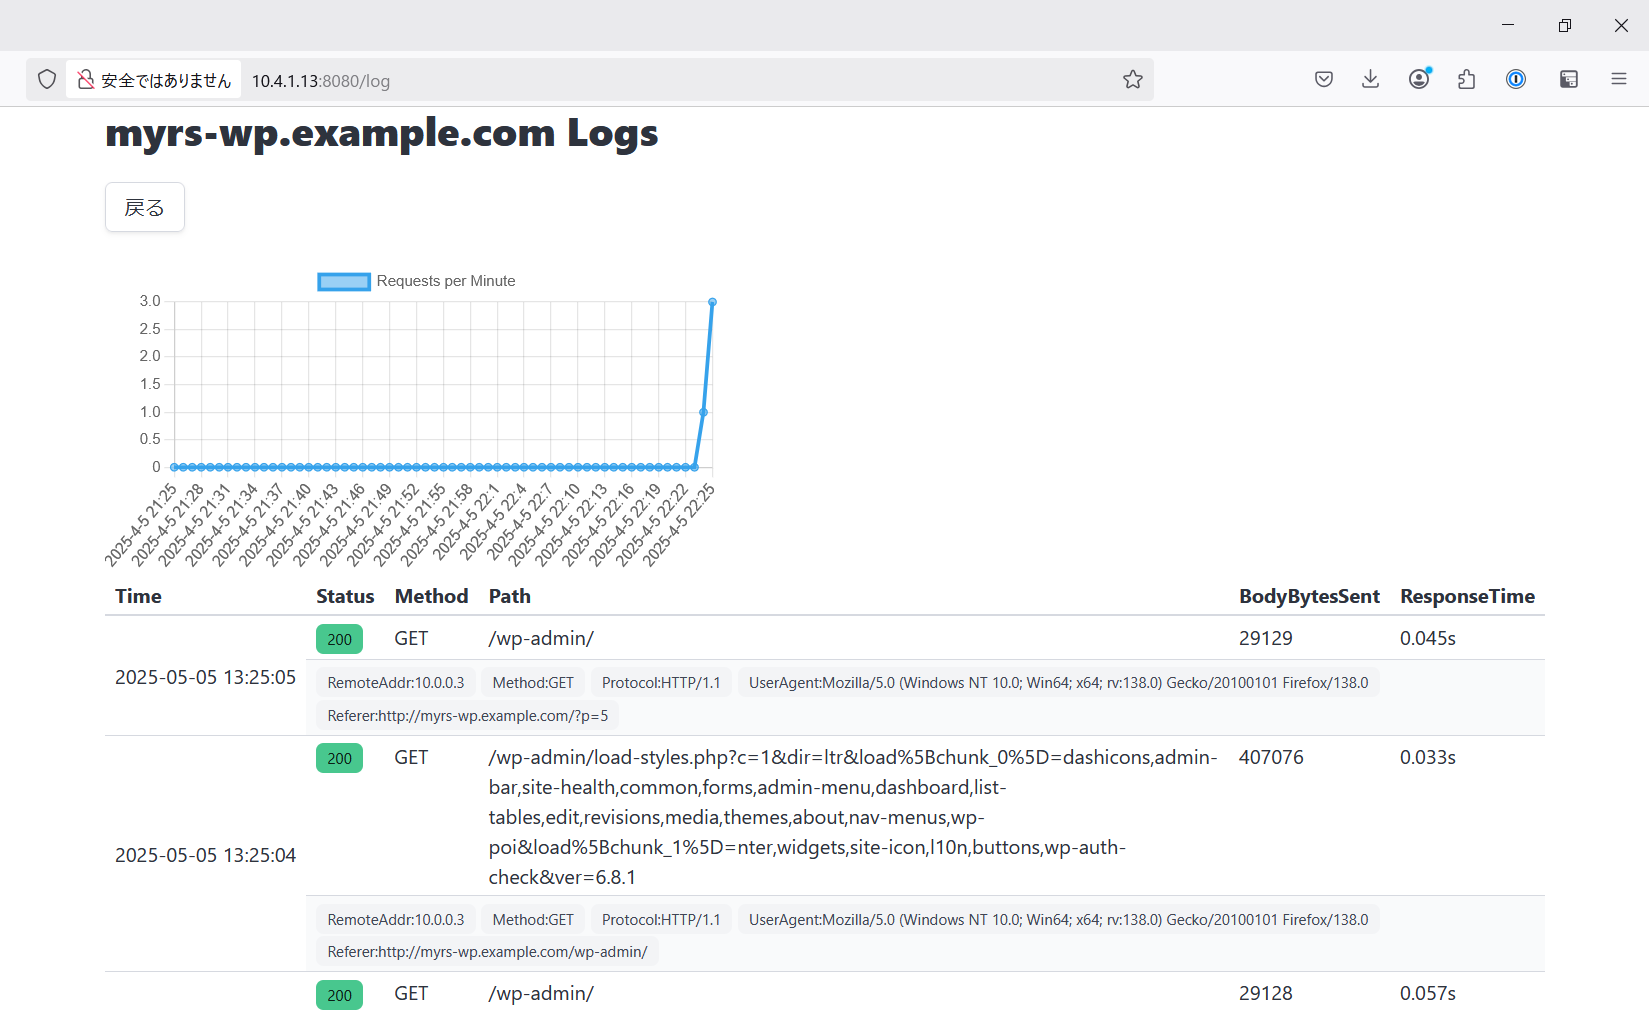 安全ではありません 10.4.1.13:8080/log
myrs-wp.example.com Logs
戻る
Requests per Minute
3.0
2.5
2.0
1.5
1.0
0.5
0
2025-4-5 21:25 2025-4-5 21:28 2025-4-5 21:31 2025-4-5 21:34 2025-4-5 21:37 2025-4-5 21:40 2025-4-5 21:43 2025-4-5 21:46 2025-4-5 21:49 2025-4-5 21:52 2025-4-5 21:55 2025-4-5 21:58 2025-4-5 22:1 2025-4-5 22:4 2025-4-5 22:7 2025-4-5 22:10 2025-4-5 22:13 2025-4-5 22:16 2025-4-5 22:19 2025-4-5 22:22 2025-4-5 22:25
Time Status Method Path BodyBytesSent ResponseTime
200 GET /wp-admin/ 29129 0.045s
2025-05-05 13:25:05
RemoteAddr:10.0.0.3 Method:GET Protocol:HTTP/1.1 UserAgent:Mozilla/5.0 (Windows NT 10.0; Win64; x64; rv:138.0) Gecko/20100101 Firefox/138.0
Referer:http://myrs-wp.example.com/?p=5
200 GET /wp-admin/load-styles.php?c=1&dir=ltr&load%5Bchunk_0%5D=dashicons,admin- 407076 0.033s
bar,site-health,common,forms,admin-menu,dashboard,list-
tables,edit,revisions,media,themes,about,nav-menus,wp-
poi&load%5Bchunk_1%5D=nter,widgets,site-icon,l10n,buttons,wp-auth-
2025-05-05 13:25:04
check&ver=6.8.1
RemoteAddr:10.0.0.3 Method:GET Protocol:HTTP/1.1 UserAgent:Mozilla/5.0 (Windows NT 10.0; Win64; x64; rv:138.0) Gecko/20100101 Firefox/138.0
Referer:http://myrs-wp.example.com/wp-admin/
200 GET /wp-admin/ 29128 0.057s